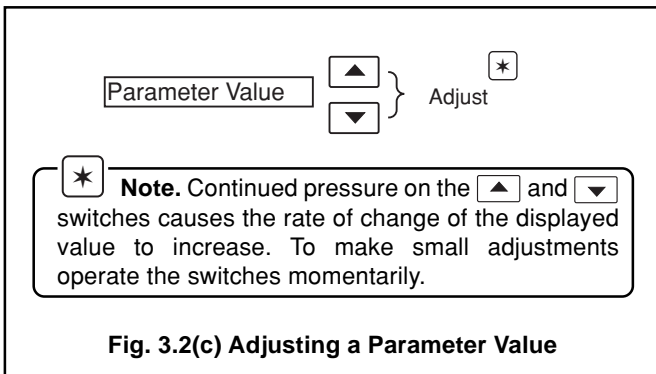 Parameter Value ▲ ▼ } Adjust *
* Note. Continued pressure on the ▲ and ▼
switches causes the rate of change of the displayed
value to increase. To make small adjustments
operate the switches momentarily.
Fig. 3.2(c) Adjusting a Parameter Value